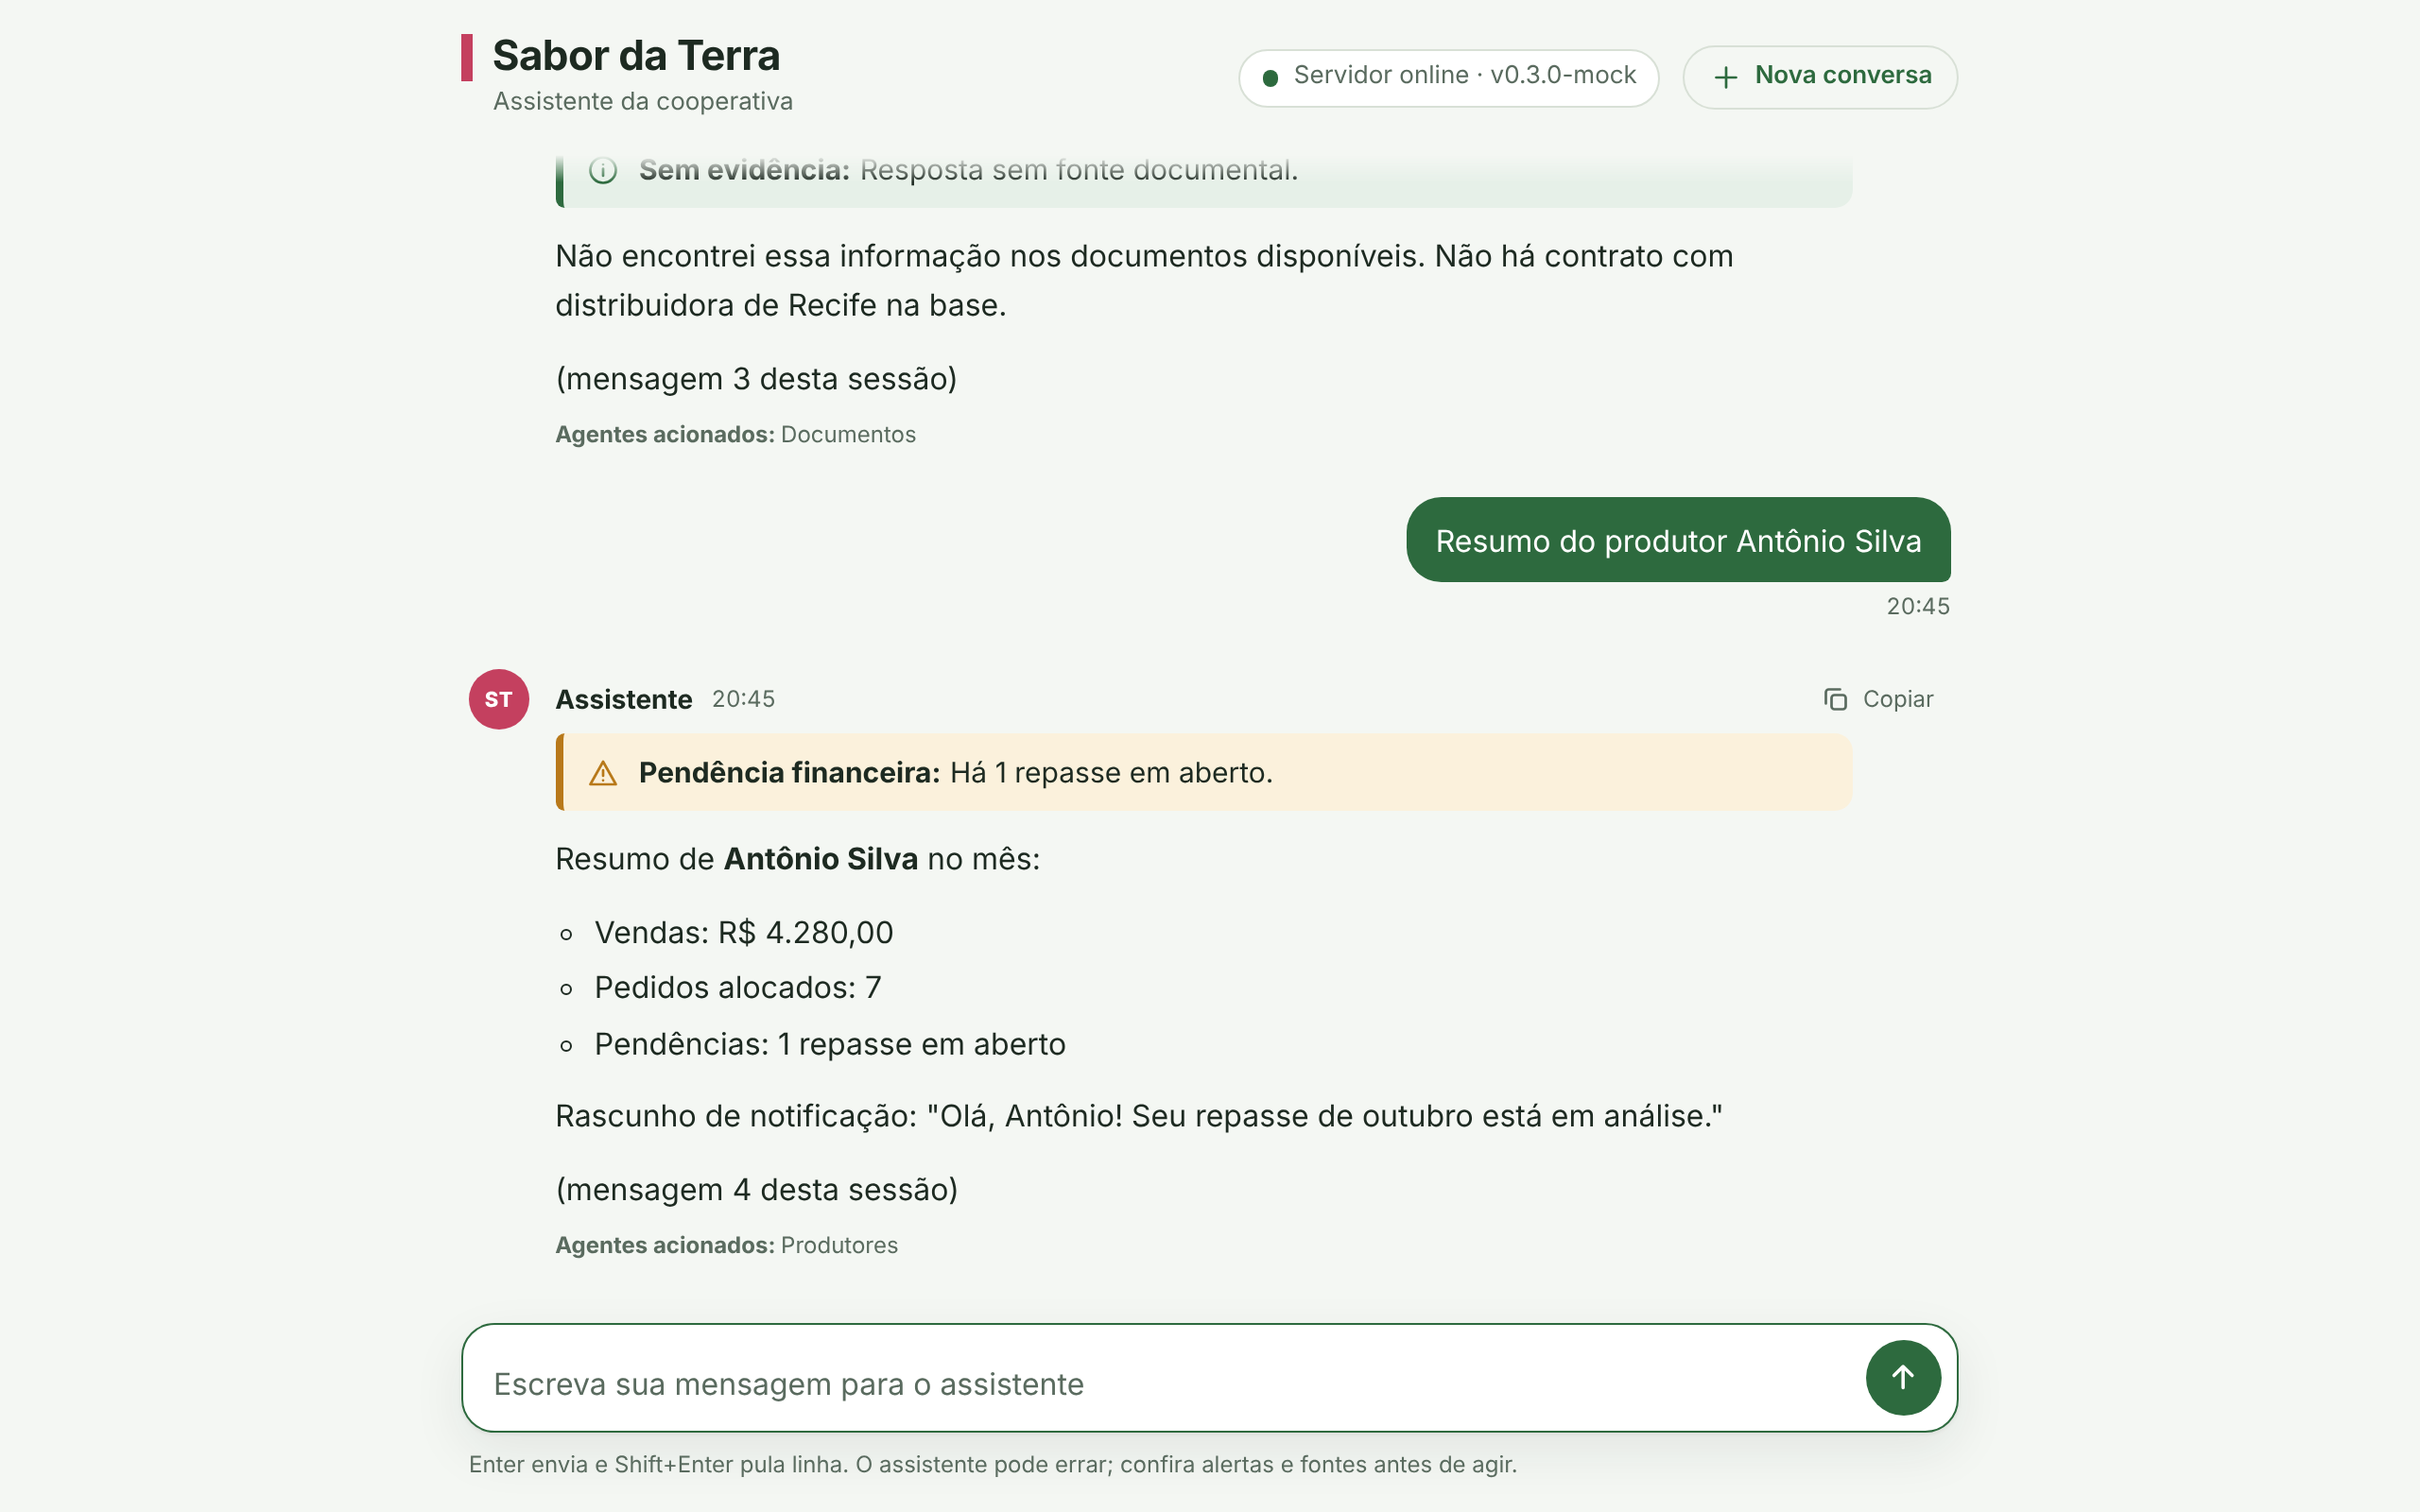 Sabor da Terra
Assistente da cooperativa
Servidor online · v0.3.0-mock
Nova conversa
Sem evidência: Resposta sem fonte documental.
Não encontrei essa informação nos documentos disponíveis. Não há contrato com
distribuidora de Recife na base.
(mensagem 3 desta sessão)
Agentes acionados: Documentos
Resumo do produtor Antônio Silva
20:45
ST
Assistente 20:45
Copiar
Pendência financeira: Há 1 repasse em aberto.
Resumo de Antônio Silva no mês:
Vendas: R$ 4.280,00
Pedidos alocados: 7
Pendências: 1 repasse em aberto
Rascunho de notificação: "Olá, Antônio! Seu repasse de outubro está em análise."
(mensagem 4 desta sessão)
Agentes acionados: Produtores
Escreva sua mensagem para o assistente
Enter envia e Shift+Enter pula linha. O assistente pode errar; confira alertas e fontes antes de agir.